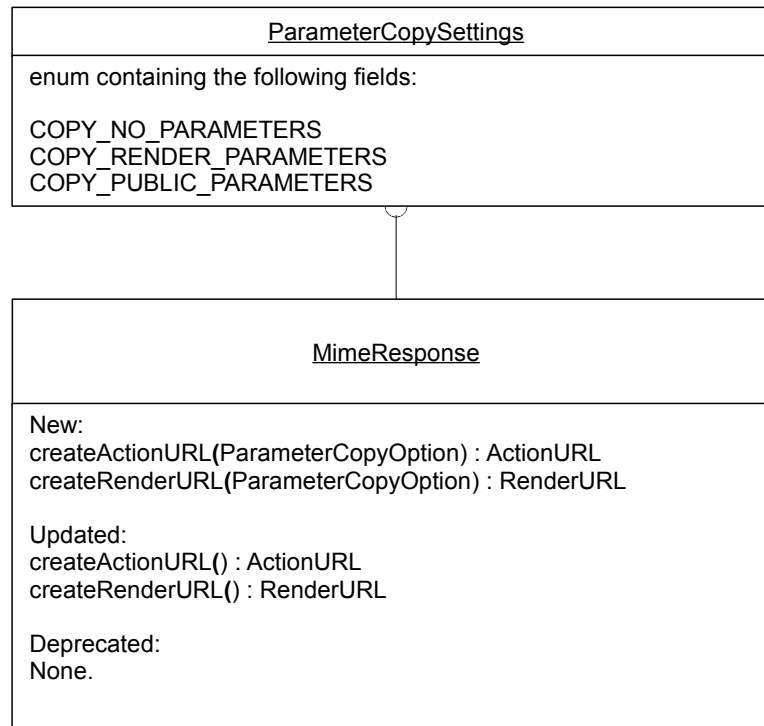 ParameterCopySettings
enum containing the following fields:
COPY_NO_PARAMETERS
COPY_RENDER_PARAMETERS
COPY_PUBLIC_PARAMETERS
MimeResponse
New:
createActionURL(ParameterCopyOption) : ActionURL
createRenderURL(ParameterCopyOption) : RenderURL
Updated:
createActionURL() : ActionURL
createRenderURL() : RenderURL
Deprecated:
None.